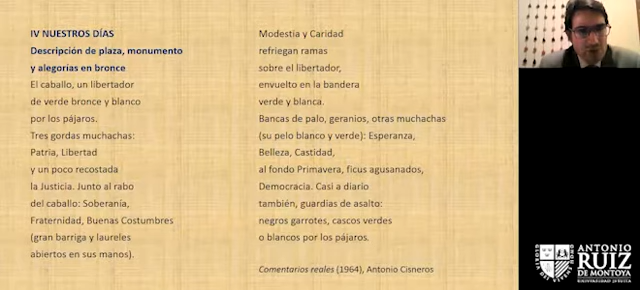 IV NUESTROS DÍAS
Descripción de plaza, monumento
y alegorías en bronce
El caballo, un libertador
de verde bronce y blanco
por los pájaros.
Tres gordas muchachas:
Patria, Libertad
y un poco recostada
la Justicia. Junto al rabo
del caballo: Soberanía,
Fraternidad, Buenas Costumbres
(gran barriga y laureles
abiertos en sus manos).
Modestia y Caridad
refriegan ramas
sobre el libertador,
envuelto en la bandera
verde y blanca.
Bancas de palo, geranios, otras muchachas
(su pelo blanco y verde): Esperanza,
Belleza, Castidad,
al fondo Primavera, ficus agusanados,
Democracia. Casi a diario
también, guardias de asalto:
negros garrotes, cascos verdes
o blancos por los pájaros.
Comentarios reales (1964), Antonio Cisneros
ANTONIO
RUIZ
DE MONTOYA
UNIVERSIDAD JESUITA